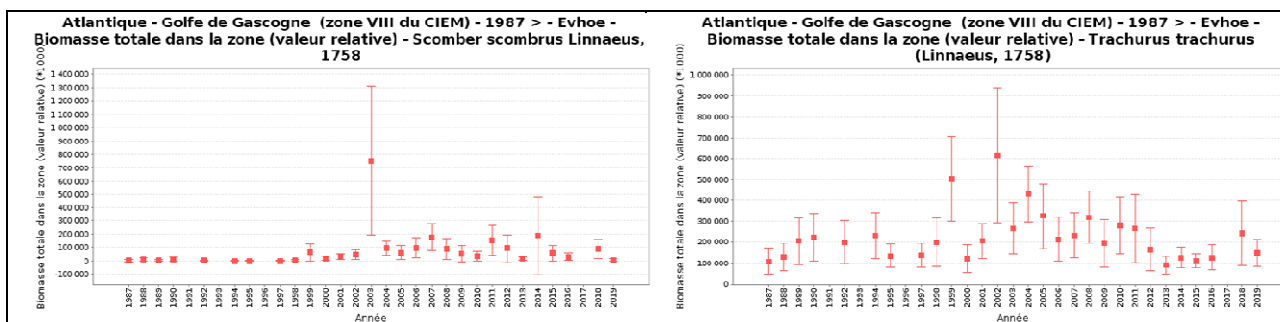 Atlantique - Golfe de Gascogne (zone VIII du CIEM) - 1987 > - Evhoe -
Biomasse totale dans la zone (valeur relative) - Scomber scombrus Linnaeus,
1758
Biomasse totale dans la zone (valeur relative) (*1 000)
1 400 000
1 300 000
1 200 000
1 100 000
1 000 000
900 000
800 000
700 000
600 000
500 000
400 000
300 000
200 000
100 000
0
-100 000
1987 1988 1989 1990 1991 1992 1993 1994 1995 1996 1997 1998 1999 2000 2001 2002 2003 2004 2005 2006 2007 2008 2009 2010 2011 2012 2013 2014 2015 2016 2017 2018 2019
Année
Atlantique - Golfe de Gascogne (zone VIII du CIEM) - 1987 > - Evhoe -
Biomasse totale dans la zone (valeur relative) - Trachurus trachurus
(Linnaeus, 1758)
Biomasse totale dans la zone (valeur relative) (*1 000)
1 000 000
900 000
800 000
700 000
600 000
500 000
400 000
300 000
200 000
100 000
0
1987 1988 1989 1990 1991 1992 1993 1994 1995 1996 1997 1998 1999 2000 2001 2002 2003 2004 2005 2006 2007 2008 2009 2010 2011 2012 2013 2014 2015 2016 2017 2018 2019
Année